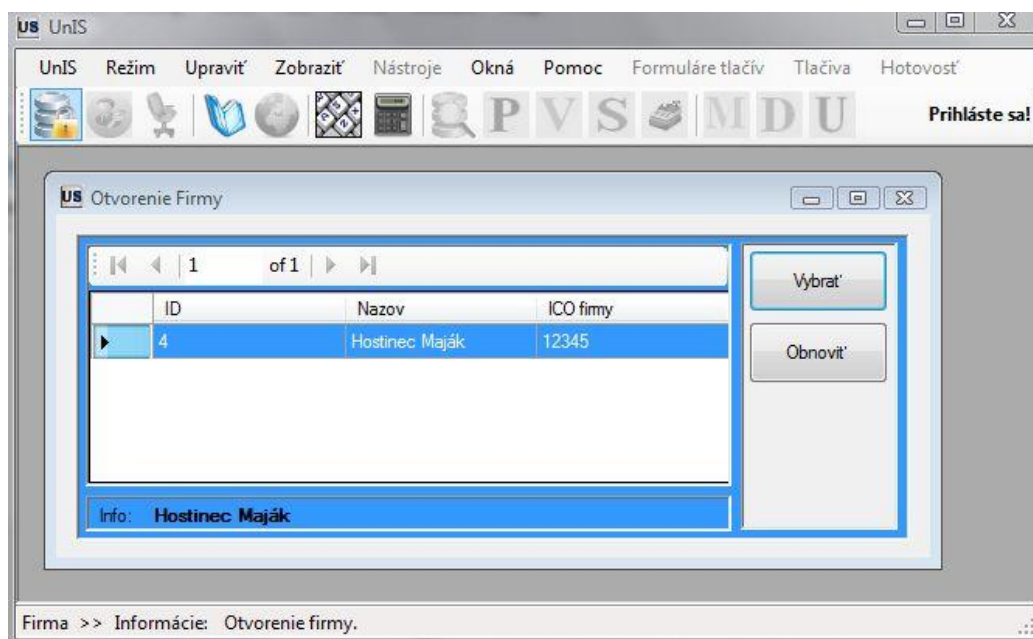 US UnIS
UnIS Režim Upraviť Zobraziť Nástroje Okná Pomoc Formuláre tlačív Tlačiva Hotovosť
P V S M D U Prihláste sa!
US Otvorenie Firmy
1 of 1
Vybrať
ID Nazov ICO firmy
4 Hostinec Maják 12345
Obnoviť
Info: Hostinec Maják
Firma >> Informácie: Otvorenie firmy.